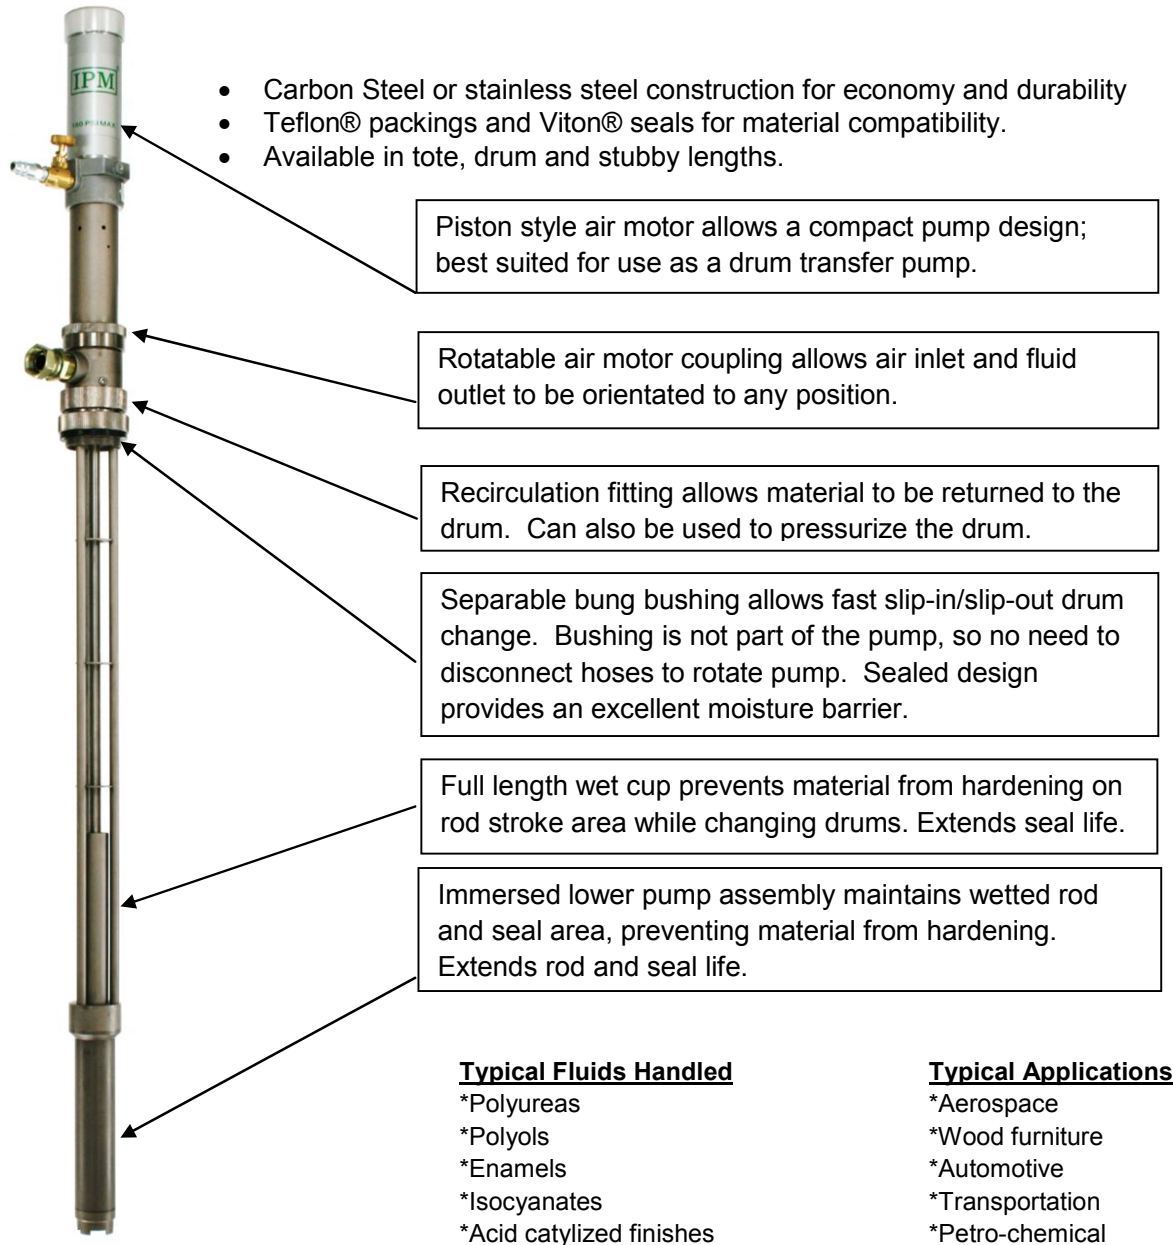 IPM
• Carbon Steel or stainless steel construction for economy and durability
• Teflon® packings and Viton® seals for material compatibility.
• Available in tote, drum and stubby lengths.
Piston style air motor allows a compact pump design;
best suited for use as a drum transfer pump.
Rotatable air motor coupling allows air inlet and fluid
outlet to be orientated to any position.
Recirculation fitting allows material to be returned to the
drum.  Can also be used to pressurize the drum.
Separable bung bushing allows fast slip-in/slip-out drum
change.  Bushing is not part of the pump, so no need to
disconnect hoses to rotate pump.  Sealed design
provides an excellent moisture barrier.
Full length wet cup prevents material from hardening on
rod stroke area while changing drums. Extends seal life.
Immersed lower pump assembly maintains wetted rod
and seal area, preventing material from hardening.
Extends rod and seal life.
Typical Fluids Handled
*Polyureas
*Polyols
*Enamels
*Isocyanates
*Acid catylized finishes
Typical Applications
*Aerospace
*Wood furniture
*Automotive
*Transportation
*Petro-chemical